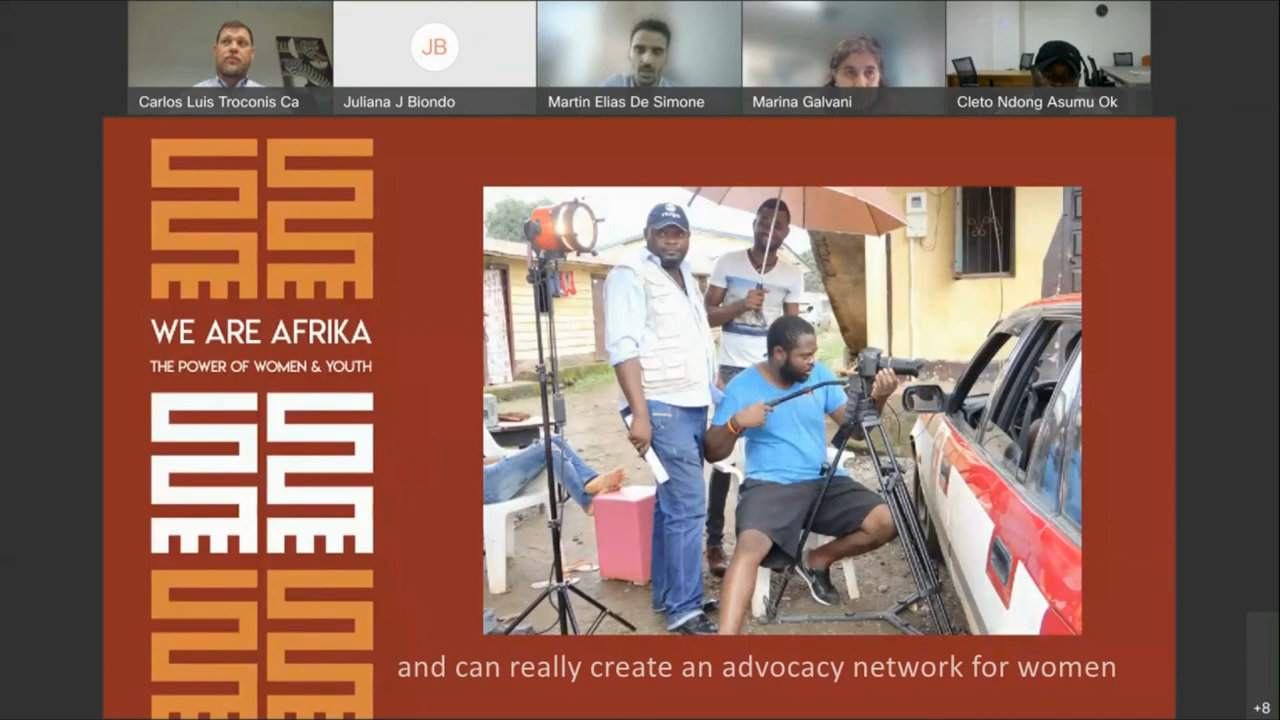 JB
Carlos Luis Troconis Ca
Juliana J Biondo
Martin Elias De Simone
Marina Galvani
Cleto Ndong Asumu Ok
WE ARE AFRIKA
THE POWER OF WOMEN & YOUTH
and can really create an advocacy network for women
+8